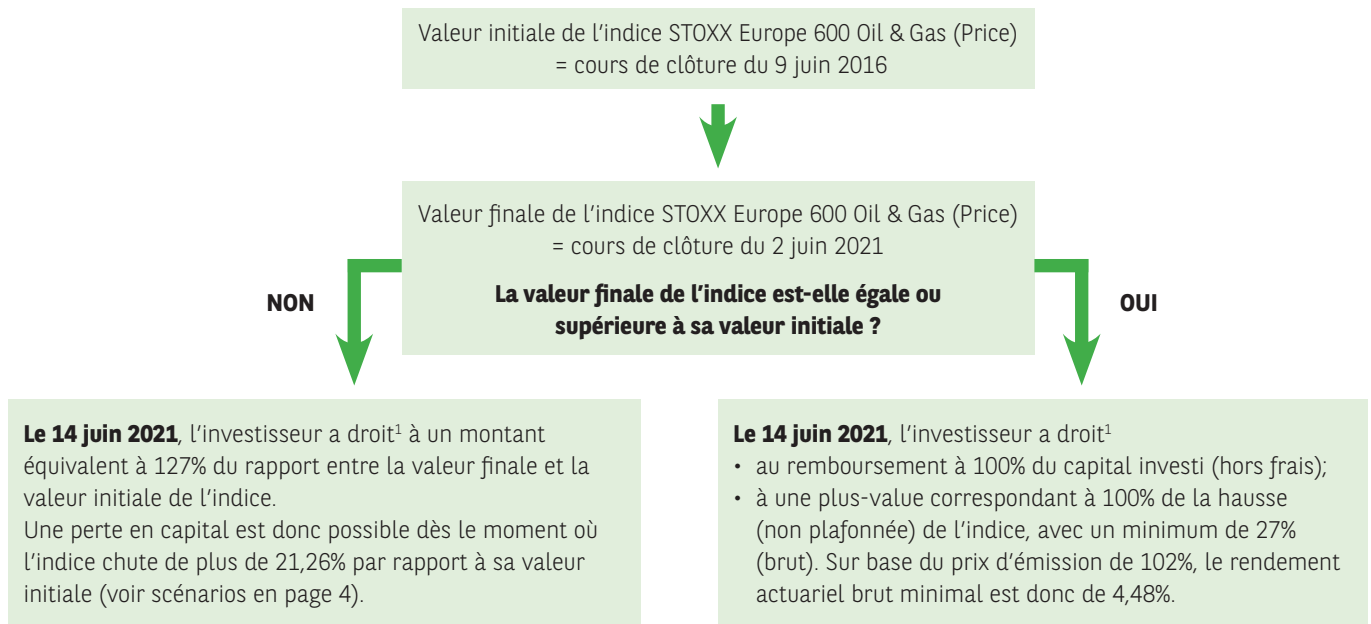 Valeur initiale de l'indice STOXX Europe 600 Oil & Gas (Price)
= cours de clôture du 9 juin 2016
Valeur finale de l'indice STOXX Europe 600 Oil & Gas (Price)
= cours de clôture du 2 juin 2021
La valeur finale de l'indice est-elle égale ou
supérieure à sa valeur initiale ?
NON
OUI
Le 14 juin 2021, l'investisseur a droit¹ à un montant
équivalent à 127% du rapport entre la valeur finale et la
valeur initiale de l'indice.
Une perte en capital est donc possible dès le moment où
l'indice chute de plus de 21,26% par rapport à sa valeur
initiale (voir scénarios en page 4).
Le 14 juin 2021, l'investisseur a droit¹
• au remboursement à 100% du capital investi (hors frais);
• à une plus-value correspondant à 100% de la hausse
(non plafonnée) de l'indice, avec un minimum de 27%
(brut). Sur base du prix d'émission de 102%, le rendement
actuariel brut minimal est donc de 4,48%.